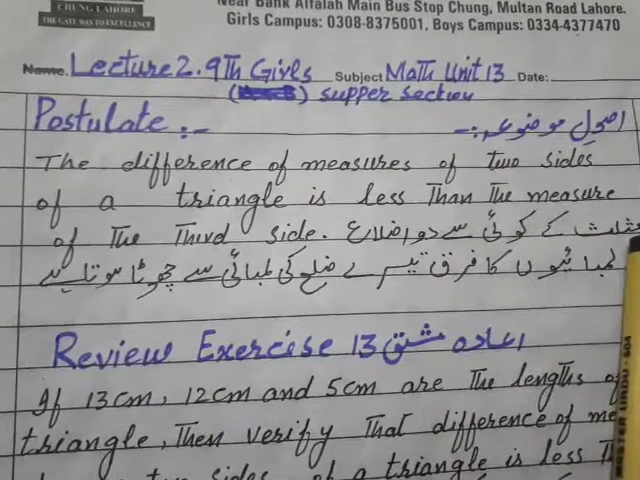 CHUNG LAHORE
THE GATE WAY TO EXCELLENCE
Near Bank Alfalah Main Bus Stop Chung, Multan Road Lahore.
Girls Campus: 0308-8375001, Boys Campus: 0334-4377470
Name. Lecture 2. 9Th Girls Subject Math Unit 13 Date:
supper section
Postulate :- اصول موضوعہ :-
The difference of measures of two sides
of a triangle is less Than The measure
of The Third side. مثلث کے کوئی سے دو اضلاع
لمبائیوں کا فرق تیسرے ضلع کی لمبائی سے چھوٹا ہوتا ہے
Review Exercise 13 اعادہ مشق
If 13cm, 12cm and 5cm are The lengths of
triangle, Then verify That difference of me
two sides of a triangle is less T
MASTER URDU - 604